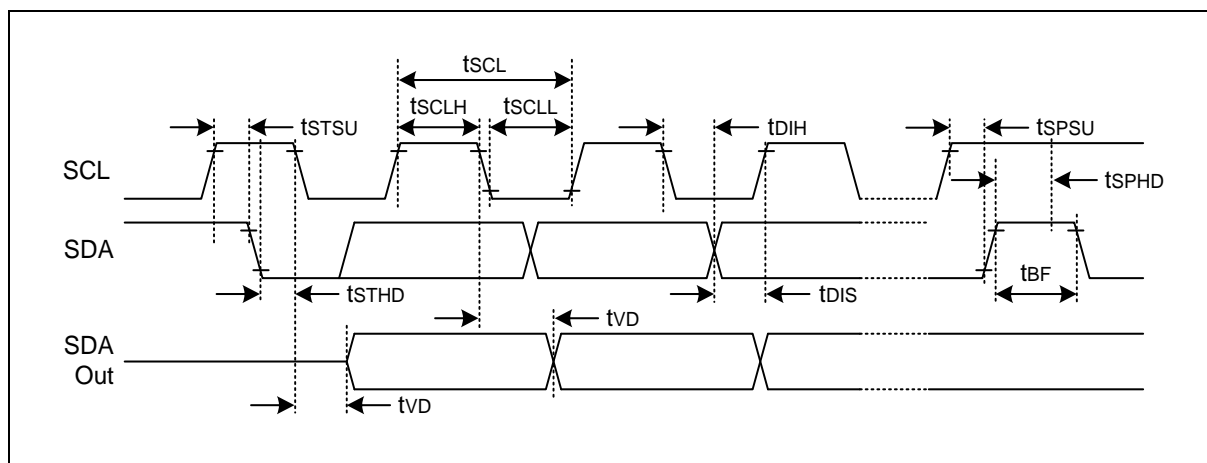 tSCL
tSCLH tSCLL
tSTSU tDIH tSPSU
SCL
tSPHD
SDA
tBF
tSTHD tDIS
tVD
SDA
Out
tVD